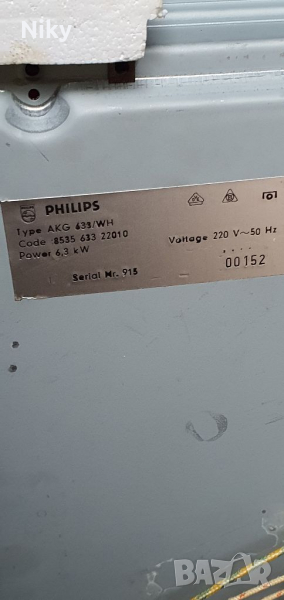 Niky
PHILIPS
Type AKG 633/WH
Code :8535 633 22010
Power 6,3 kW
Voltage 220 V~50 Hz
Serial Nr. 915
00152
BAZAR